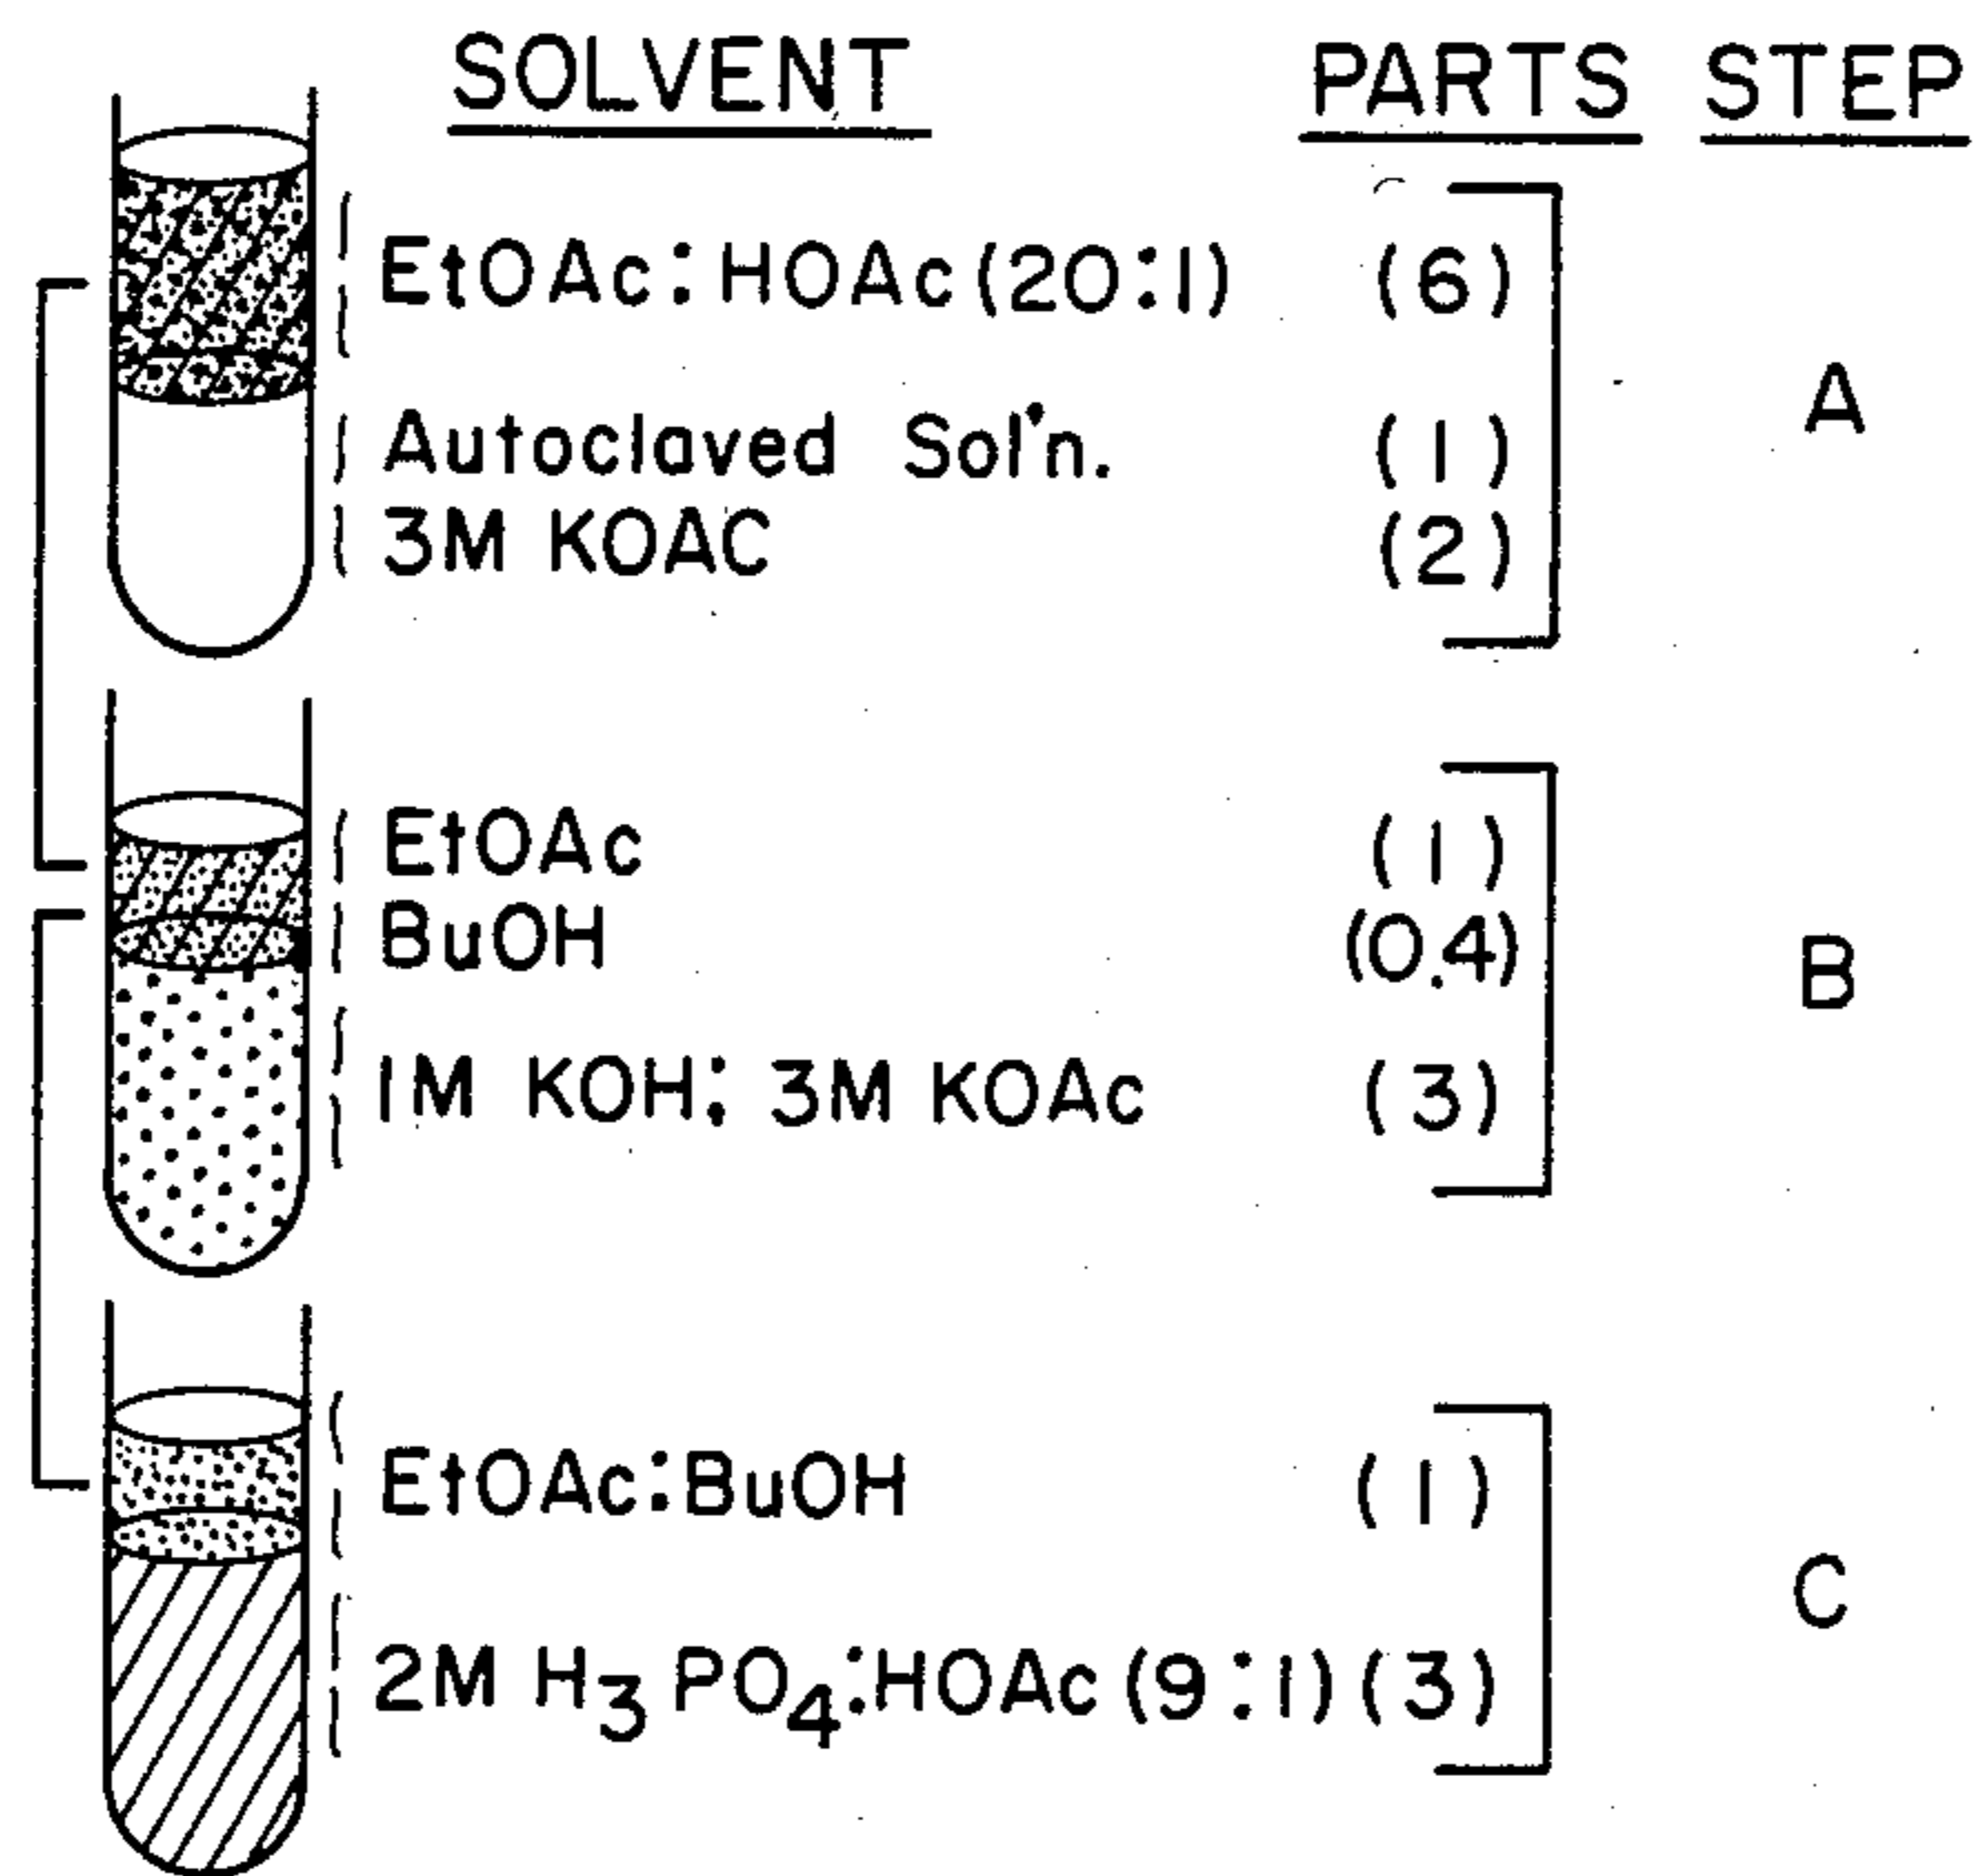 SOLVENT PARTS STEP
EtOAc: HOAc (20:1) (6)
A
Autoclaved Sol'n. (1)
3M KOAC (2)
EtOAc (1)
BuOH (0.4)
B
1M KOH: 3M KOAc (3)
EtOAc:BuOH (1)
C
2M H₃PO₄:HOAc (9:1) (3)